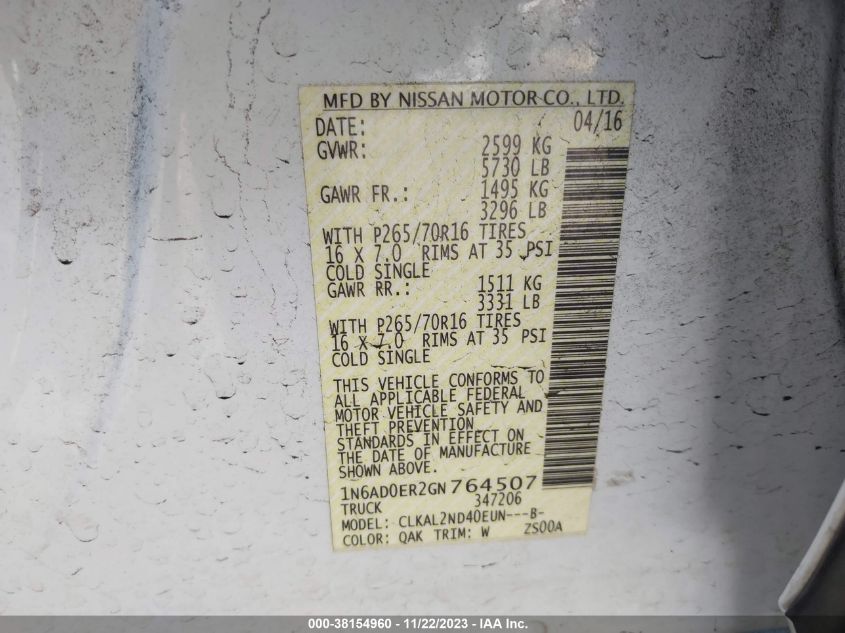 MFD BY NISSAN MOTOR CO., LTD.
DATE: 04/16
GVWR: 2599 KG
5730 LB
GAWR FR.: 1495 KG
3296 LB
WITH P265/70R16 TIRES
16 X 7.0 RIMS AT 35 PSI
COLD SINGLE
GAWR RR.: 1511 KG
3331 LB
WITH P265/70R16 TIRES
16 X 7.0 RIMS AT 35 PSI
COLD SINGLE
THIS VEHICLE CONFORMS TO
ALL APPLICABLE FEDERAL
MOTOR VEHICLE SAFETY AND
THEFT PREVENTION
STANDARDS IN EFFECT ON
THE DATE OF MANUFACTURE
SHOWN ABOVE.
1N6AD0ER2GN764507
TRUCK 347206
MODEL: CLKAL2ND40EUN---B-
COLOR: QAK TRIM: W ZS00A
000-38154960 - 11/22/2023 - IAA Inc.